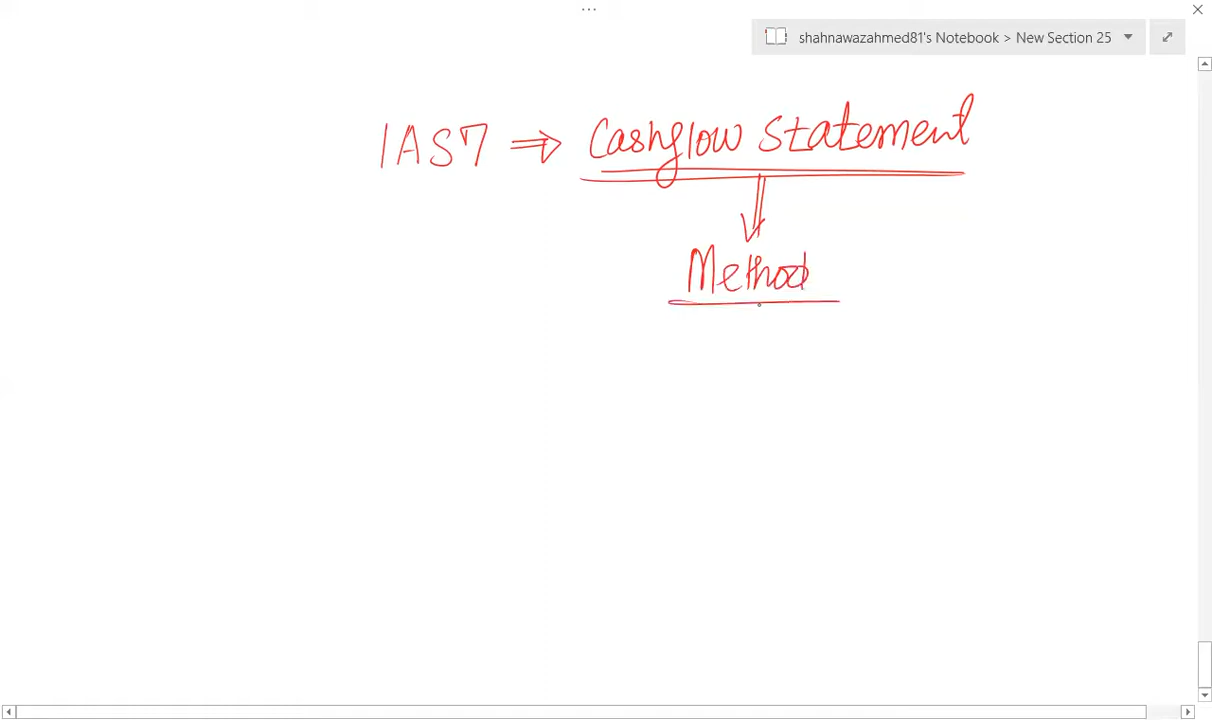 shahnawazahmed81's Notebook > New Section 25
IAS7 ⇒ Cashflow Statement
Method